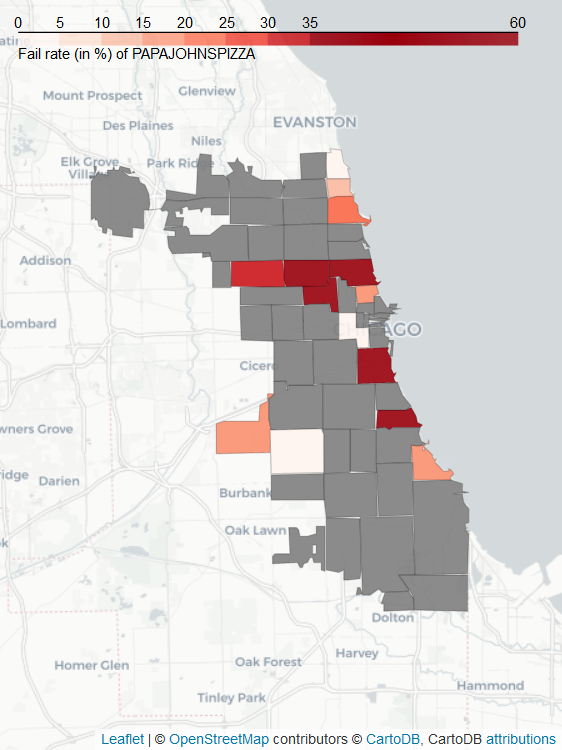 0 5 10 15 20 25 30 35 60
Fail rate (in %) of PAPAJOHNSPIZZA
Mount Prospect
Glenview
Des Plaines
EVANSTON
Niles
Elk Grove
Village
Park Ridge
Addison
Lombard
CHICAGO
Cicero
Downers Grove
Darien
Burbank
Oak Lawn
Dolton
Harvey
Homer Glen
Oak Forest
Hammond
Tinley Park
Leaflet | © OpenStreetMap contributors © CartoDB, CartoDB attributions